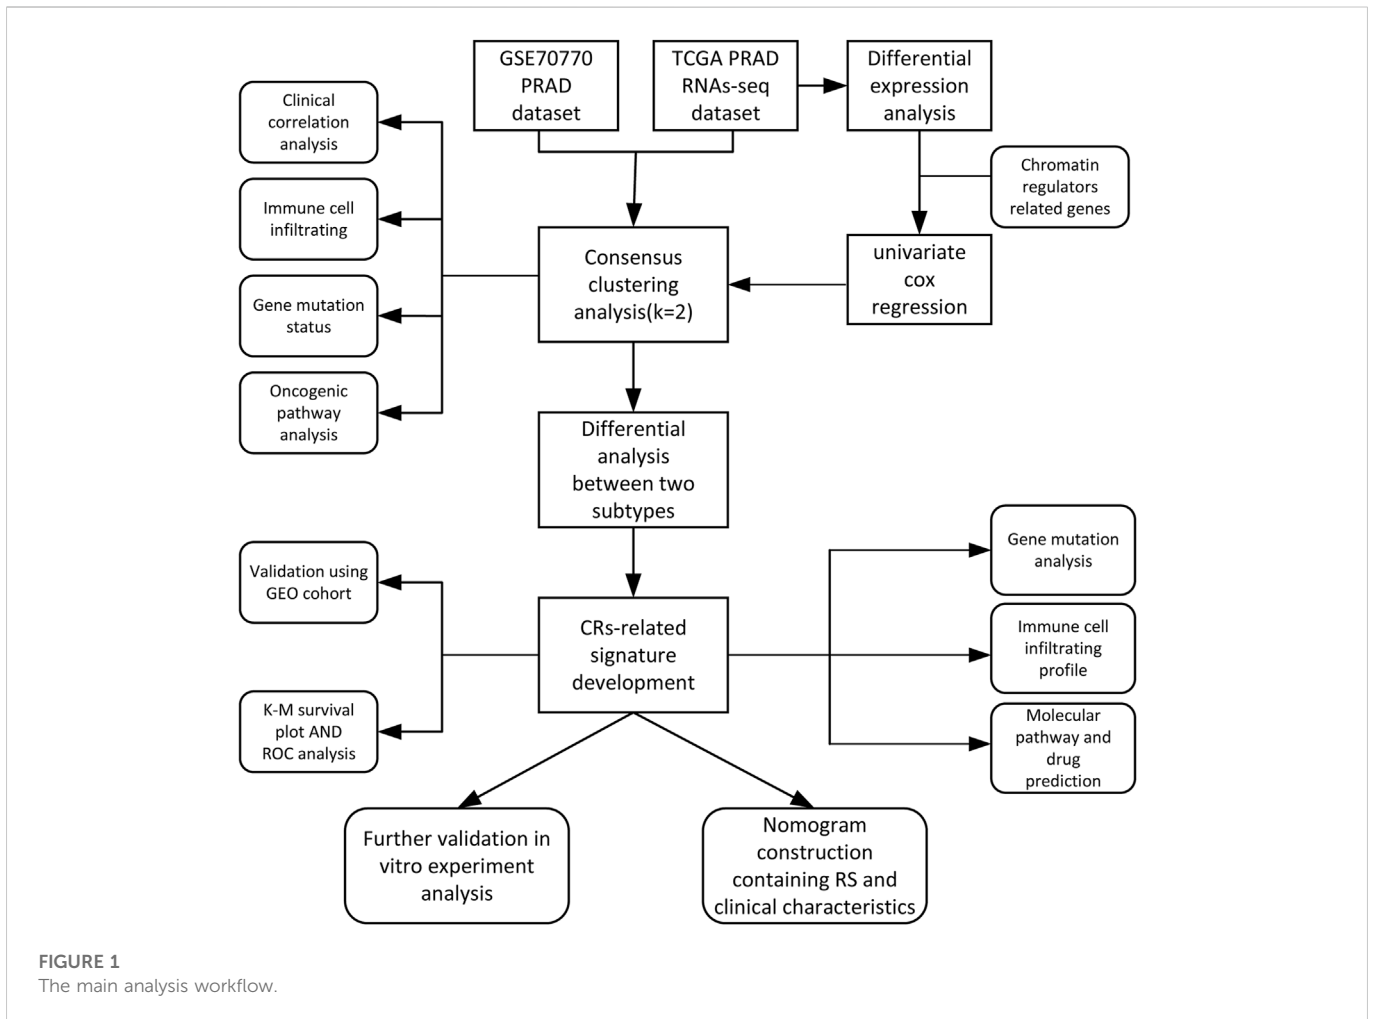 GSE70770
PRAD
dataset
TCGA PRAD
RNAs-seq
dataset
Differential
expression
analysis
Clinical
correlation
analysis
Chromatin
regulators
related genes
Immune cell
infiltrating
Consensus
clustering
analysis(k=2)
univariate
cox
regression
Gene mutation
status
Oncogenic
pathway
analysis
Differential
analysis
between two
subtypes
Gene mutation
analysis
Validation using
GEO cohort
CRs-related
signature
development
Immune cell
infiltrating
profile
K-M survival
plot AND
ROC analysis
Molecular
pathway and
drug
prediction
Further validation in
vitro experiment
analysis
Nomogram
construction
containing RS and
clinical characteristics
FIGURE 1
The main analysis workflow.